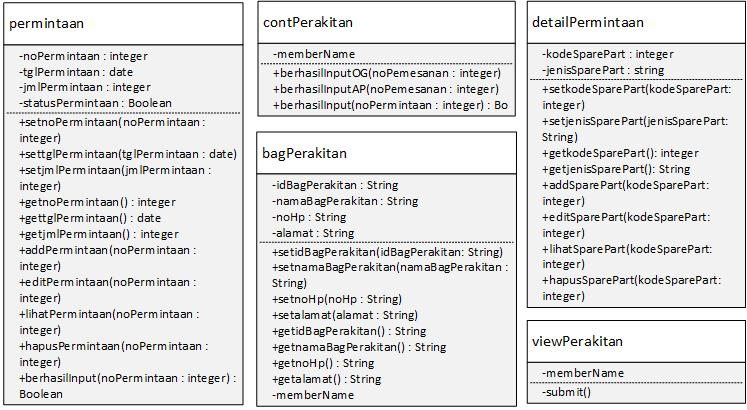 permintaan
-noPermintaan : integer
-tglPermintaan : date
-jmlPermintaan : integer
-statusPermintaan : Boolean
+setnoPermintaan(noPermintaan :
integer)
+settglPermintaan(tglPermintaan : date)
+setjmlPermintaan(jmlPermintaan :
integer)
+getnoPermintaan() : integer
+gettglPermintaan() : date
+getjmlPermintaan() : integer
+addPermintaan(noPermintaan :
integer)
+editPermintaan(noPermintaan :
integer)
+lihatPermintaan(noPermintaan :
integer)
+hapusPermintaan(noPermintaan :
integer)
+berhasilInput(noPermintaan : integer) :
Boolean
contPerakitan
-memberName
+berhasilInputOG(noPemesanan : integer)
+berhasilInputAP(noPemesanan : integer)
+berhasilInput(noPermintaan : integer) : Bo
bagPerakitan
-idBagPerakitan : String
-namaBagPerakitan : String
-noHp : String
-alamat : String
+setidBagPerakitan(idBagPerakitan: String)
+setnamaBagPerakitan(namaBagPerakitan :
String)
+setnoHp(noHp : String)
+setalamat(alamat : String)
+getidBagPerakitan() : String
+getnamaBagPerakitan() : String
+getnoHp() : String
+getalamat() : String
-memberName
detailPermintaan
-kodeSparePart : integer
-jenisSparePart : string
+setkodeSparePart(kodeSparePart:
integer)
+setjenisSparePart(jenisSparePart:
String)
+getkodeSparePart(): integer
+getjenisSparePart(): String
+addSparePart(kodeSparePart:
integer)
+editSparePart(kodeSparePart:
integer)
+lihatSparePart(kodeSparePart:
integer)
+hapusSparePart(kodeSparePart:
integer)
viewPerakitan
-memberName
-submit()